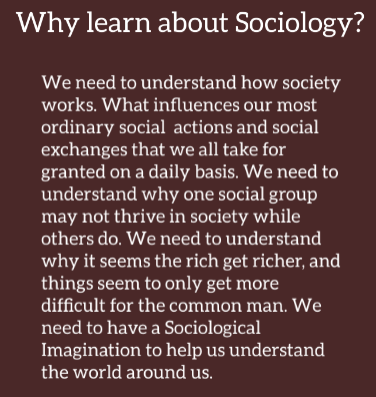 Why learn about Sociology?
We need to understand how society
works. What influences our most
ordinary social actions and social
exchanges that we all take for
granted on a daily basis. We need to
understand why one social group
may not thrive in society while
others do. We need to understand
why it seems the rich get richer, and
things seem to only get more
difficult for the common man. We
need to have a Sociological
Imagination to help us understand
the world around us.